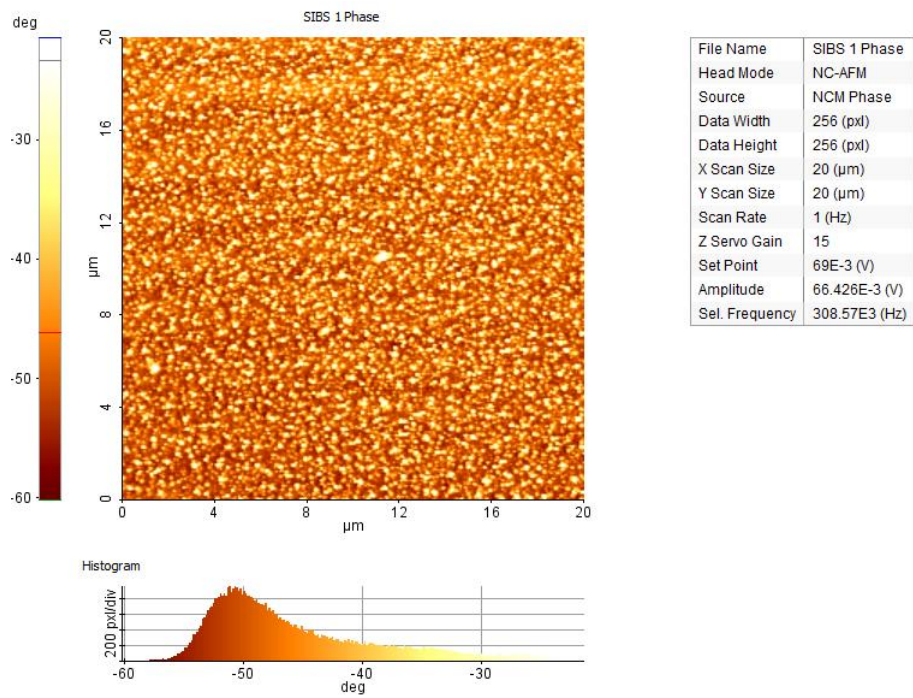 SIBS 1 Phase
deg
-30
-40
-50
-60
20
16
12
8
4
0
µm
0 4 8 12 16 20
µm
File Name SIBS 1 Phase
Head Mode NC-AFM
Source NCM Phase
Data Width 256 (pxl)
Data Height 256 (pxl)
X Scan Size 20 (µm)
Y Scan Size 20 (µm)
Scan Rate 1 (Hz)
Z Servo Gain 15
Set Point 69E-3 (V)
Amplitude 66.426E-3 (V)
Sel. Frequency 308.57E3 (Hz)
Histogram
200 pxl/div
-60 -50 -40 -30
deg